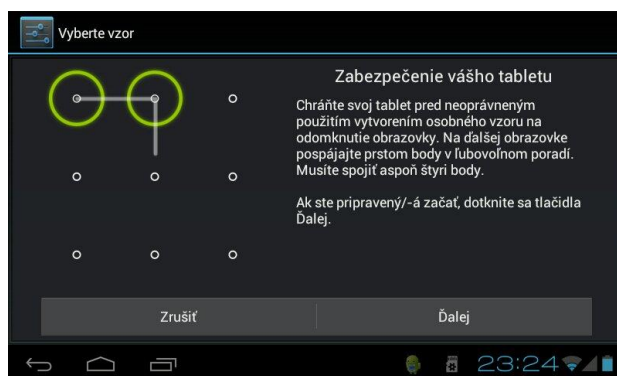 Vyberte vzor
Zabezpečenie vášho tabletu
Chráňte svoj tablet pred neoprávneným
použitím vytvorením osobného vzoru na
odomknutie obrazovky. Na ďalšej obrazovke
pospájajte prstom body v ľubovoľnom poradí.
Musíte spojiť aspoň štyri body.
Ak ste pripravený/-á začať, dotknite sa tlačidla
Ďalej.
Zrušiť
Ďalej
23:24